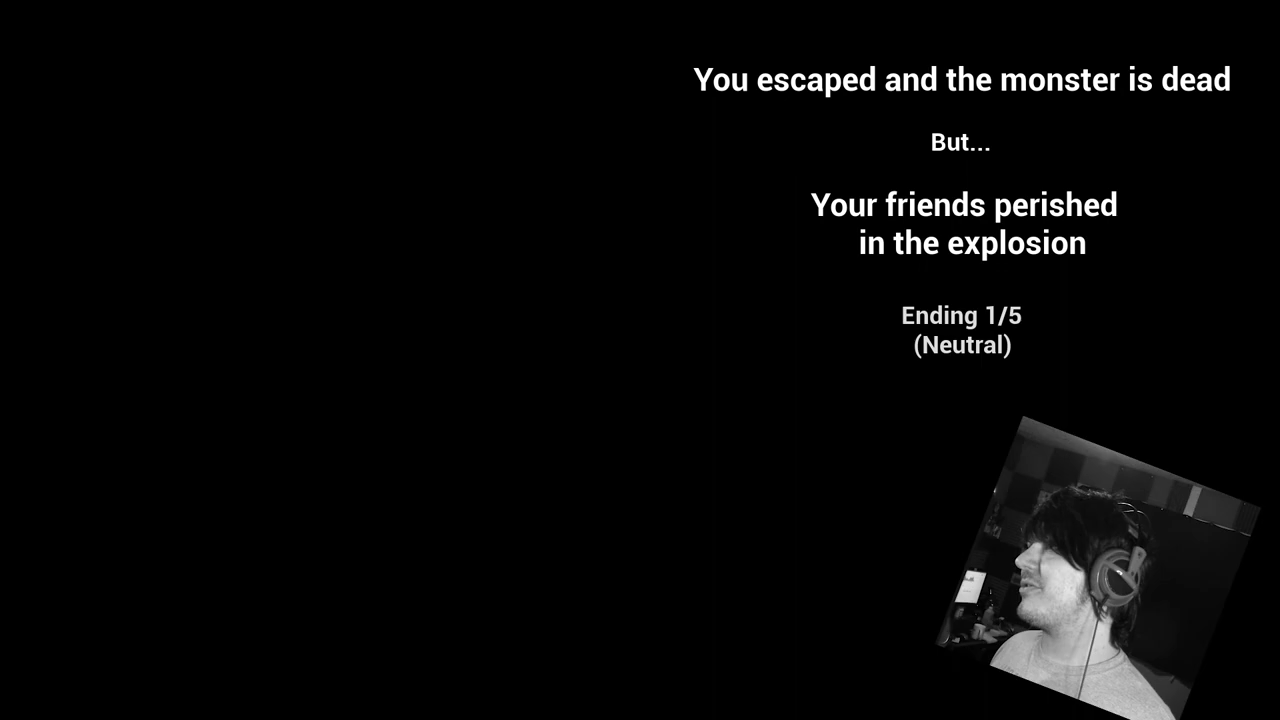 You escaped and the monster is dead
But...
Your friends perished
in the explosion
Ending 1/5
(Neutral)